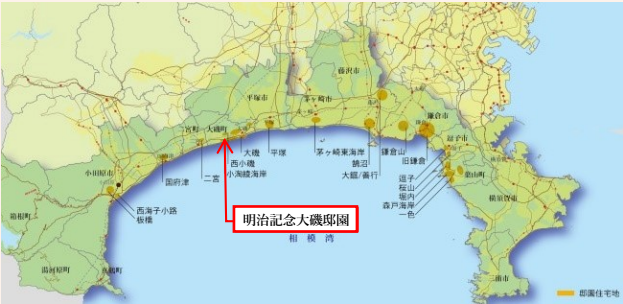 藤沢市
平塚市
茅ヶ崎市
鎌倉市
二宮町
大磯町
逗子市
小田原市
葉山町
横須賀市
箱根町
湯河原町
真鶴町
三浦市
大磯
平塚
西小磯
小淘綾海岸
二宮
国府津
西海子小路
板橋
茅ヶ崎東海岸
鵠沼
大鋸/善行
鎌倉山
旧鎌倉
逗子
桜山
堀内
森戸海岸
一色
明治記念大磯邸園
相模湾
邸園住宅地